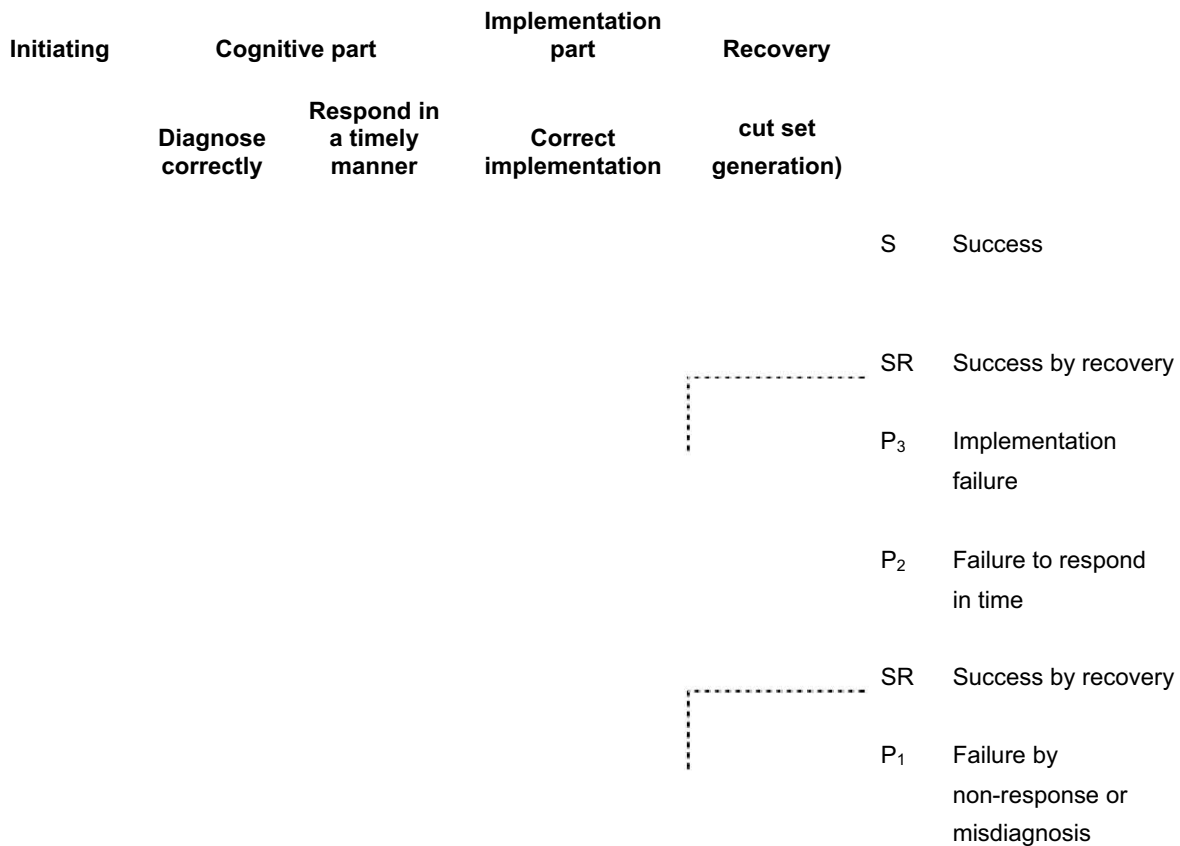 Initiating
Cognitive part
Implementation
part
Recovery
Diagnose
correctly
Respond in
a timely
manner
Correct
implementation
cut set
generation)
S Success
SR Success by recovery
P₃ Implementation
failure
P₂ Failure to respond
in time
SR Success by recovery
P₁ Failure by
non-response or
misdiagnosis